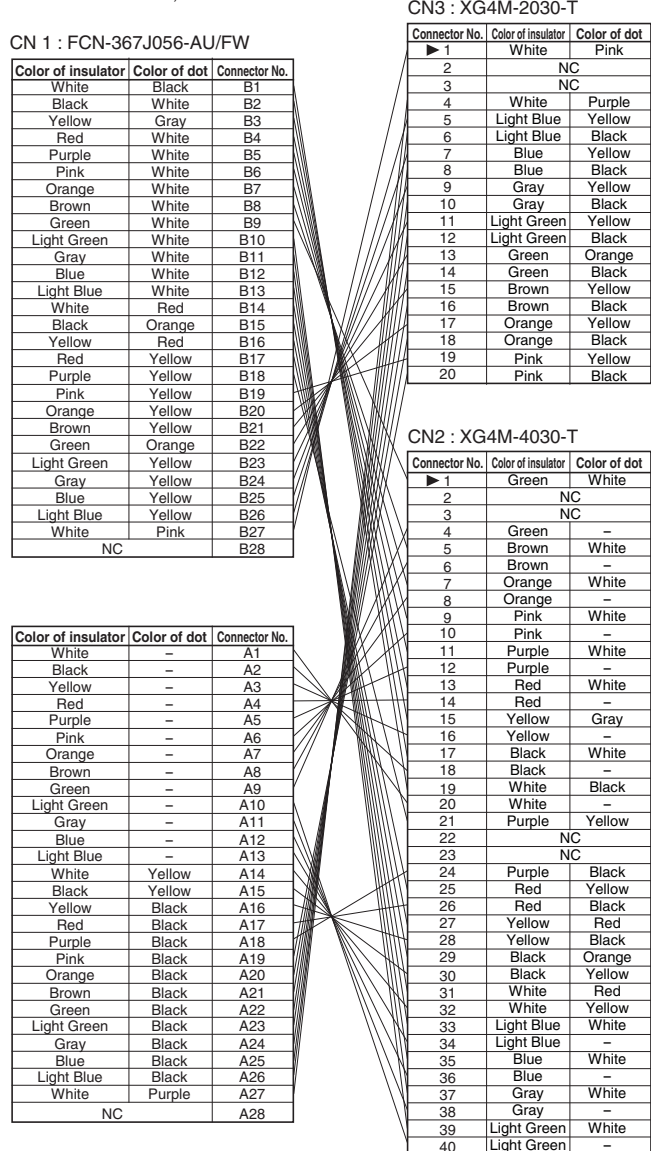 CN 1 : FCN-367J056-AU/FW
Color of insulator Color of dot Connector No.
White Black B1
Black White B2
Yellow Gray B3
Red White B4
Purple White B5
Pink White B6
Orange White B7
Brown White B8
Green White B9
Light Green White B10
Gray White B11
Blue White B12
Light Blue White B13
White Red B14
Black Orange B15
Yellow Red B16
Red Yellow B17
Purple Yellow B18
Pink Yellow B19
Orange Yellow B20
Brown Yellow B21
Green Orange B22
Light Green Yellow B23
Gray Yellow B24
Blue Yellow B25
Light Blue Yellow B26
White Pink B27
NC B28
Color of insulator Color of dot Connector No.
White – A1
Black – A2
Yellow – A3
Red – A4
Purple – A5
Pink – A6
Orange – A7
Brown – A8
Green – A9
Light Green – A10
Gray – A11
Blue – A12
Light Blue – A13
White Yellow A14
Black Yellow A15
Yellow Black A16
Red Black A17
Purple Black A18
Pink Black A19
Orange Black A20
Brown Black A21
Green Black A22
Light Green Black A23
Gray Black A24
Blue Black A25
Light Blue Black A26
White Purple A27
NC A28
CN3 : XG4M-2030-T
Connector No. Color of insulator Color of dot
▶ 1 White Pink
2 NC
3 NC
4 White Purple
5 Light Blue Yellow
6 Light Blue Black
7 Blue Yellow
8 Blue Black
9 Gray Yellow
10 Gray Black
11 Light Green Yellow
12 Light Green Black
13 Green Orange
14 Green Black
15 Brown Yellow
16 Brown Black
17 Orange Yellow
18 Orange Black
19 Pink Yellow
20 Pink Black
CN2 : XG4M-4030-T
Connector No. Color of insulator Color of dot
▶ 1 Green White
2 NC
3 NC
4 Green –
5 Brown White
6 Brown –
7 Orange White
8 Orange –
9 Pink White
10 Pink –
11 Purple White
12 Purple –
13 Red White
14 Red –
15 Yellow Gray
16 Yellow –
17 Black White
18 Black –
19 White Black
20 White –
21 Purple Yellow
22 NC
23 NC
24 Purple Black
25 Red Yellow
26 Red Black
27 Yellow Red
28 Yellow Black
29 Black Orange
30 Black Yellow
31 White Red
32 White Yellow
33 Light Blue White
34 Light Blue –
35 Blue White
36 Blue –
37 Gray White
38 Gray –
39 Light Green White
40 Light Green –